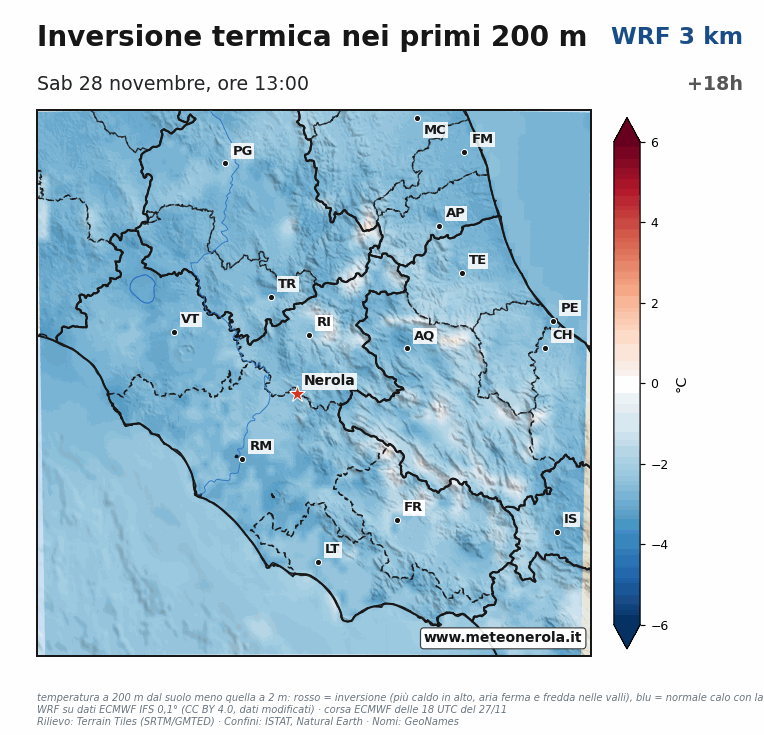 Inversione termica nei primi 200 m
WRF 3 km
Sab 28 novembre, ore 13:00
+18h
MC
FM
PG
AP
TE
TR
PE
VT
RI
AQ
CH
Nerola
RM
FR
IS
LT
www.meteonerola.it
6
4
2
0
−2
−4
−6
°C
temperatura a 200 m dal suolo meno quella a 2 m: rosso = inversione (più caldo in alto, aria ferma e fredda nelle valli), blu = normale calo con la
WRF su dati ECMWF IFS 0,1° (CC BY 4.0, dati modificati) · corsa ECMWF delle 18 UTC del 27/11
Rilievo: Terrain Tiles (SRTM/GMTED) · Confini: ISTAT, Natural Earth · Nomi: GeoNames